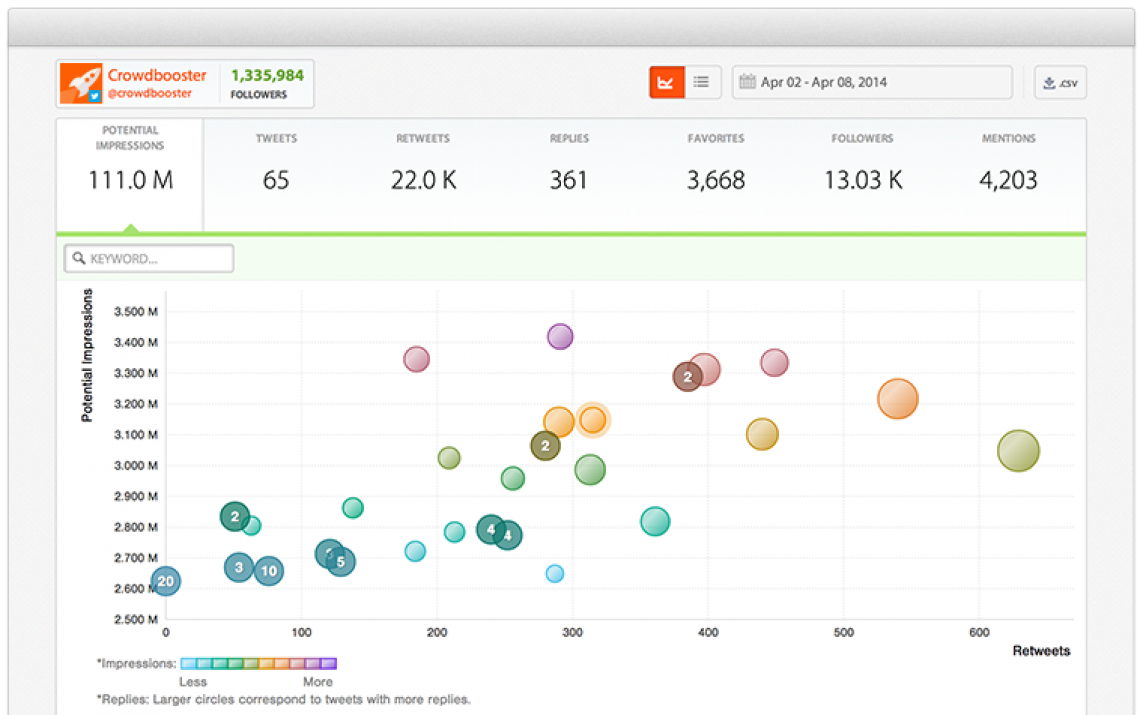 Crowdbooster
@crowdbooster
1,335,984
FOLLOWERS
Apr 02 - Apr 08, 2014
.csv
POTENTIAL
IMPRESSIONS
111.0 M
TWEETS
65
RETWEETS
22.0 K
REPLIES
361
FAVORITES
3,668
FOLLOWERS
13.03 K
MENTIONS
4,203
KEYWORD...
Potential Impressions
3.500 M
3.400 M
3.300 M
3.200 M
3.100 M
3.000 M
2.900 M
2.800 M
2.700 M
2.600 M
2.500 M
2
2
2
4
4
3
10
5
20
0
100
200
300
400
500
600
Retweets
*Impressions:
Less
More
*Replies: Larger circles correspond to tweets with more replies.